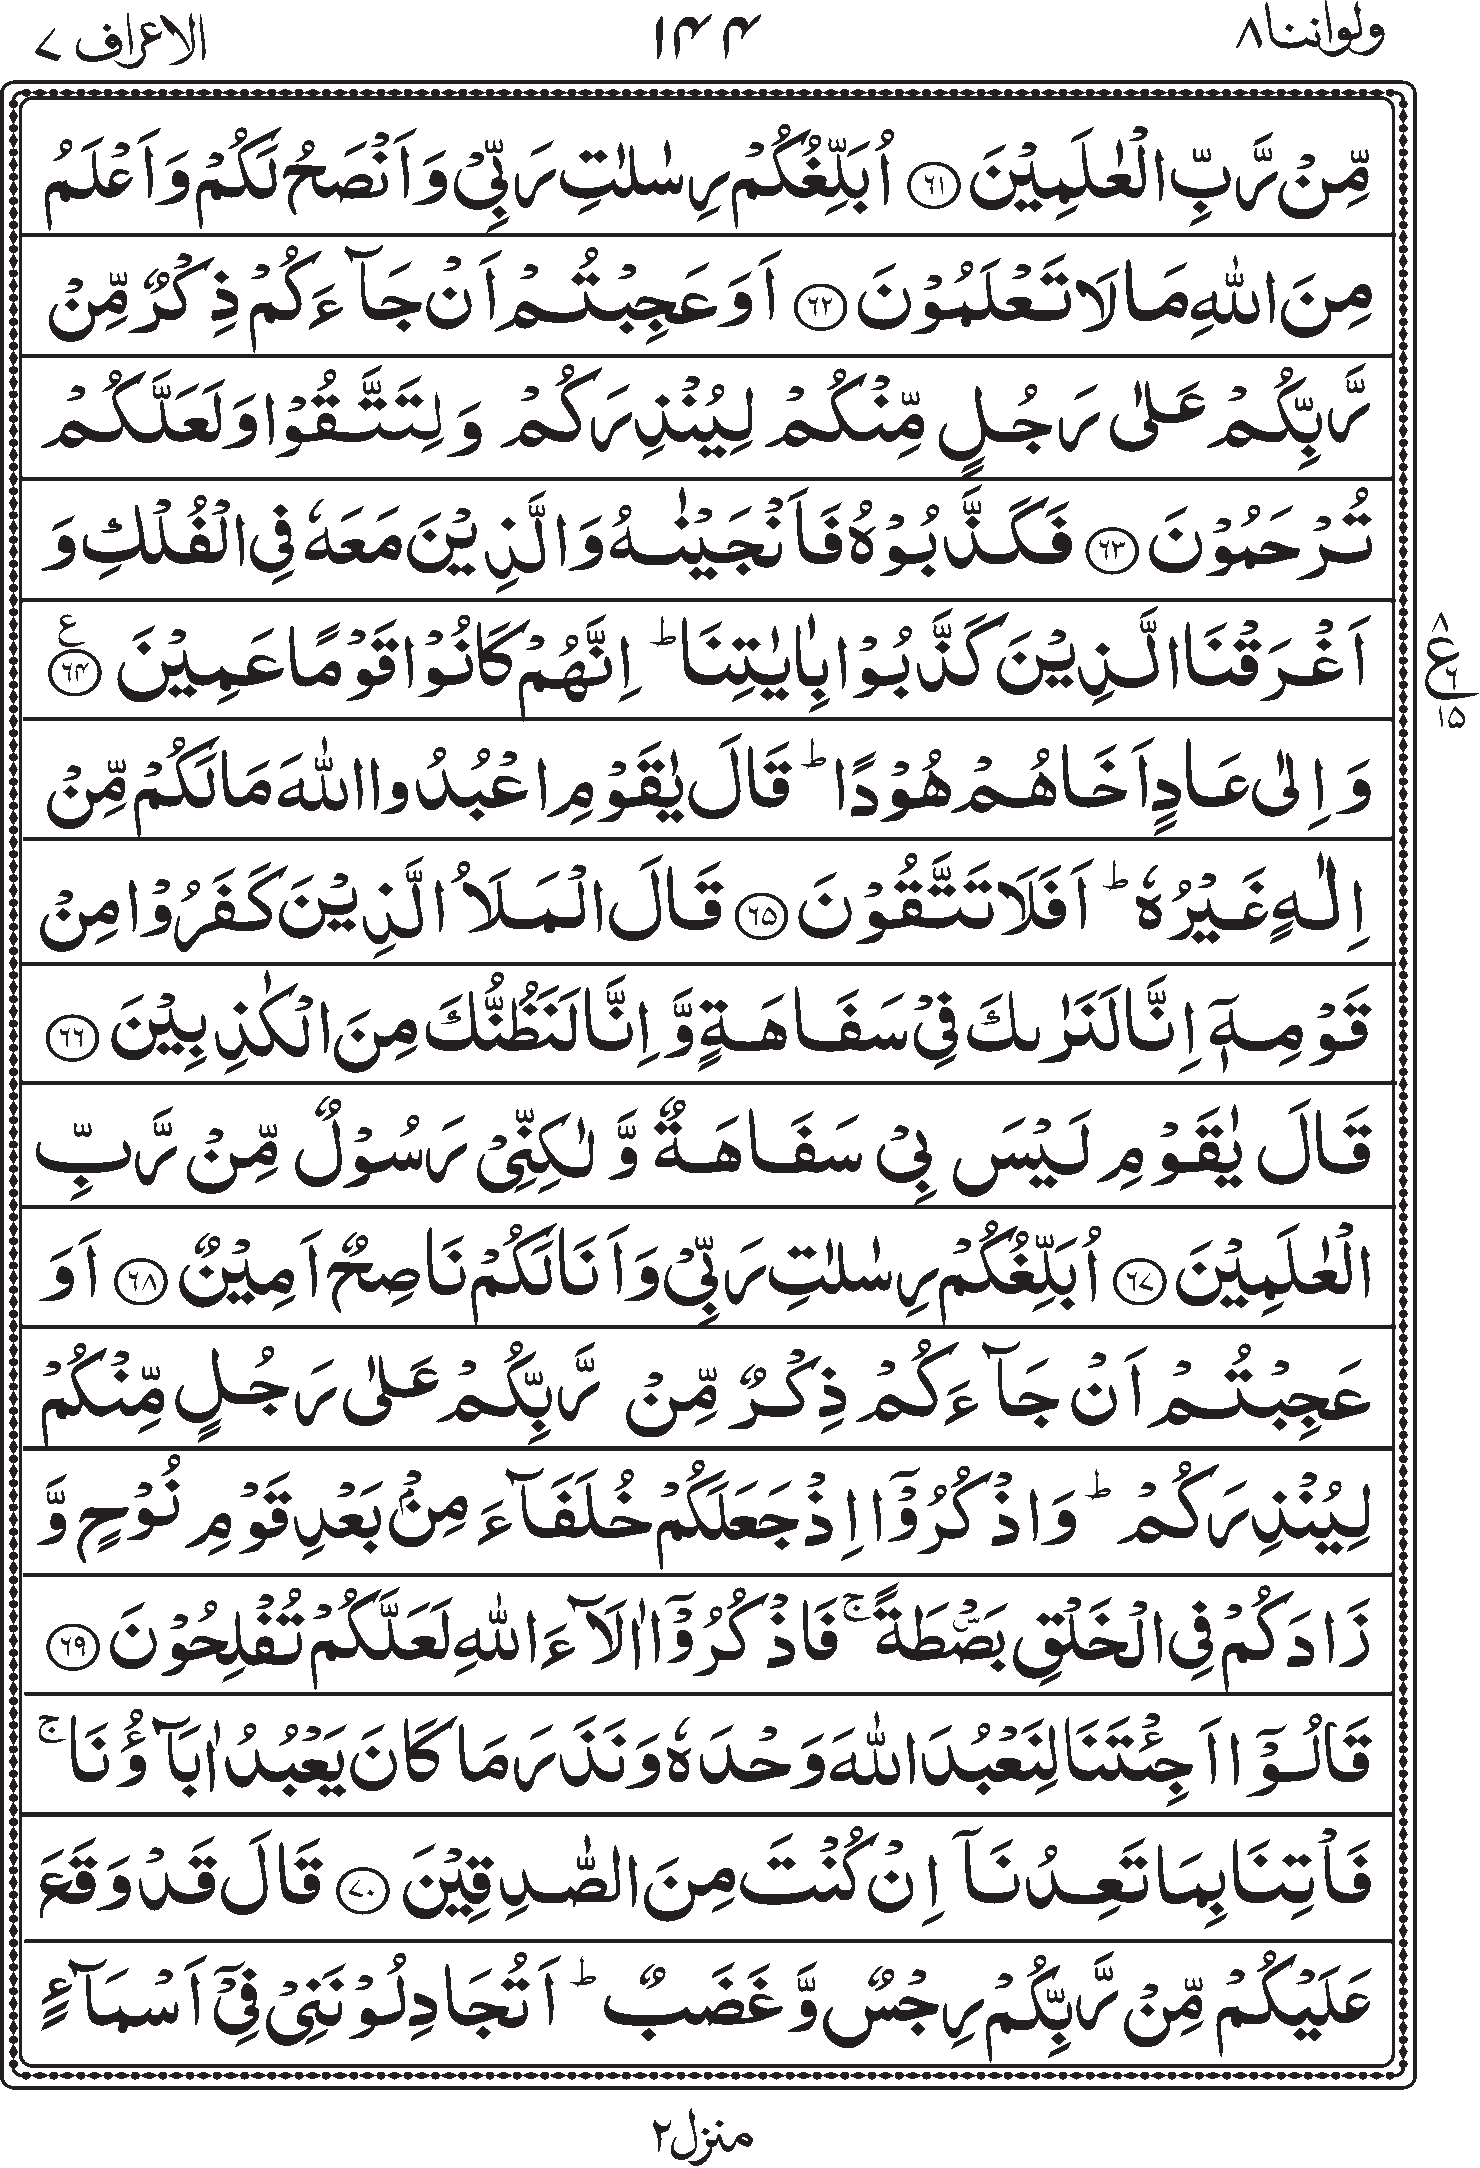 ولواننا ٨
١٤٤
الاعراف ٧
مِّنْ رَّبِّ الْعٰلَمِيْنَ ۝٦١ اُبَلِّغُكُمْ رِسٰلٰتِ رَبِّيْ وَاَنْصَحُ لَكُمْ وَاَعْلَمُ
مِنَ اللّٰهِ مَا لَا تَعْلَمُوْنَ ۝٦٢ اَوَعَجِبْتُمْ اَنْ جَآءَكُمْ ذِكْرٌ مِّنْ
رَّبِّكُمْ عَلٰى رَجُلٍ مِّنْكُمْ لِيُنْذِرَكُمْ وَلِتَتَّقُوْا وَلَعَلَّكُمْ
تُرْحَمُوْنَ ۝٦٣ فَكَذَّبُوْهُ فَاَنْجَيْنٰهُ وَالَّذِيْنَ مَعَهٗ فِي الْفُلْكِ وَ
اَغْرَقْنَا الَّذِيْنَ كَذَّبُوْا بِاٰيٰتِنَا ؕ اِنَّهُمْ كَانُوْا قَوْمًا عَمِيْنَ ۝٦٤ ع
٨ ع ٦ ١٥
وَاِلٰى عَادٍ اَخَاهُمْ هُوْدًا ؕ قَالَ يٰقَوْمِ اعْبُدُوا اللّٰهَ مَا لَكُمْ مِّنْ
اِلٰهٍ غَيْرُهٗ ؕ اَفَلَا تَتَّقُوْنَ ۝٦٥ قَالَ الْمَلَاُ الَّذِيْنَ كَفَرُوْا مِنْ
قَوْمِهٖٓ اِنَّا لَنَرٰىكَ فِيْ سَفَاهَةٍ وَّاِنَّا لَنَظُنُّكَ مِنَ الْكٰذِبِيْنَ ۝٦٦
قَالَ يٰقَوْمِ لَيْسَ بِيْ سَفَاهَةٌ وَّلٰكِنِّيْ رَسُوْلٌ مِّنْ رَّبِّ
الْعٰلَمِيْنَ ۝٦٧ اُبَلِّغُكُمْ رِسٰلٰتِ رَبِّيْ وَاَنَا لَكُمْ نَاصِحٌ اَمِيْنٌ ۝٦٨ اَوَ
عَجِبْتُمْ اَنْ جَآءَكُمْ ذِكْرٌ مِّنْ رَّبِّكُمْ عَلٰى رَجُلٍ مِّنْكُمْ
لِيُنْذِرَكُمْ ؕ وَاذْكُرُوْٓا اِذْ جَعَلَكُمْ خُلَفَآءَ مِنْۢ بَعْدِ قَوْمِ نُوْحٍ وَّ
زَادَكُمْ فِي الْخَلْقِ بَصْۜطَةً ۚ فَاذْكُرُوْٓا اٰلَآءَ اللّٰهِ لَعَلَّكُمْ تُفْلِحُوْنَ ۝٦٩
قَالُوْٓا اَجِئْتَنَا لِنَعْبُدَ اللّٰهَ وَحْدَهٗ وَنَذَرَ مَا كَانَ يَعْبُدُ اٰبَآؤُنَا ۚ
فَاْتِنَا بِمَا تَعِدُنَآ اِنْ كُنْتَ مِنَ الصّٰدِقِيْنَ ۝٧٠ قَالَ قَدْ وَقَعَ
عَلَيْكُمْ مِّنْ رَّبِّكُمْ رِجْسٌ وَّغَضَبٌ ؕ اَتُجَادِلُوْنَنِيْ فِيْٓ اَسْمَآءٍ
منزل ٢